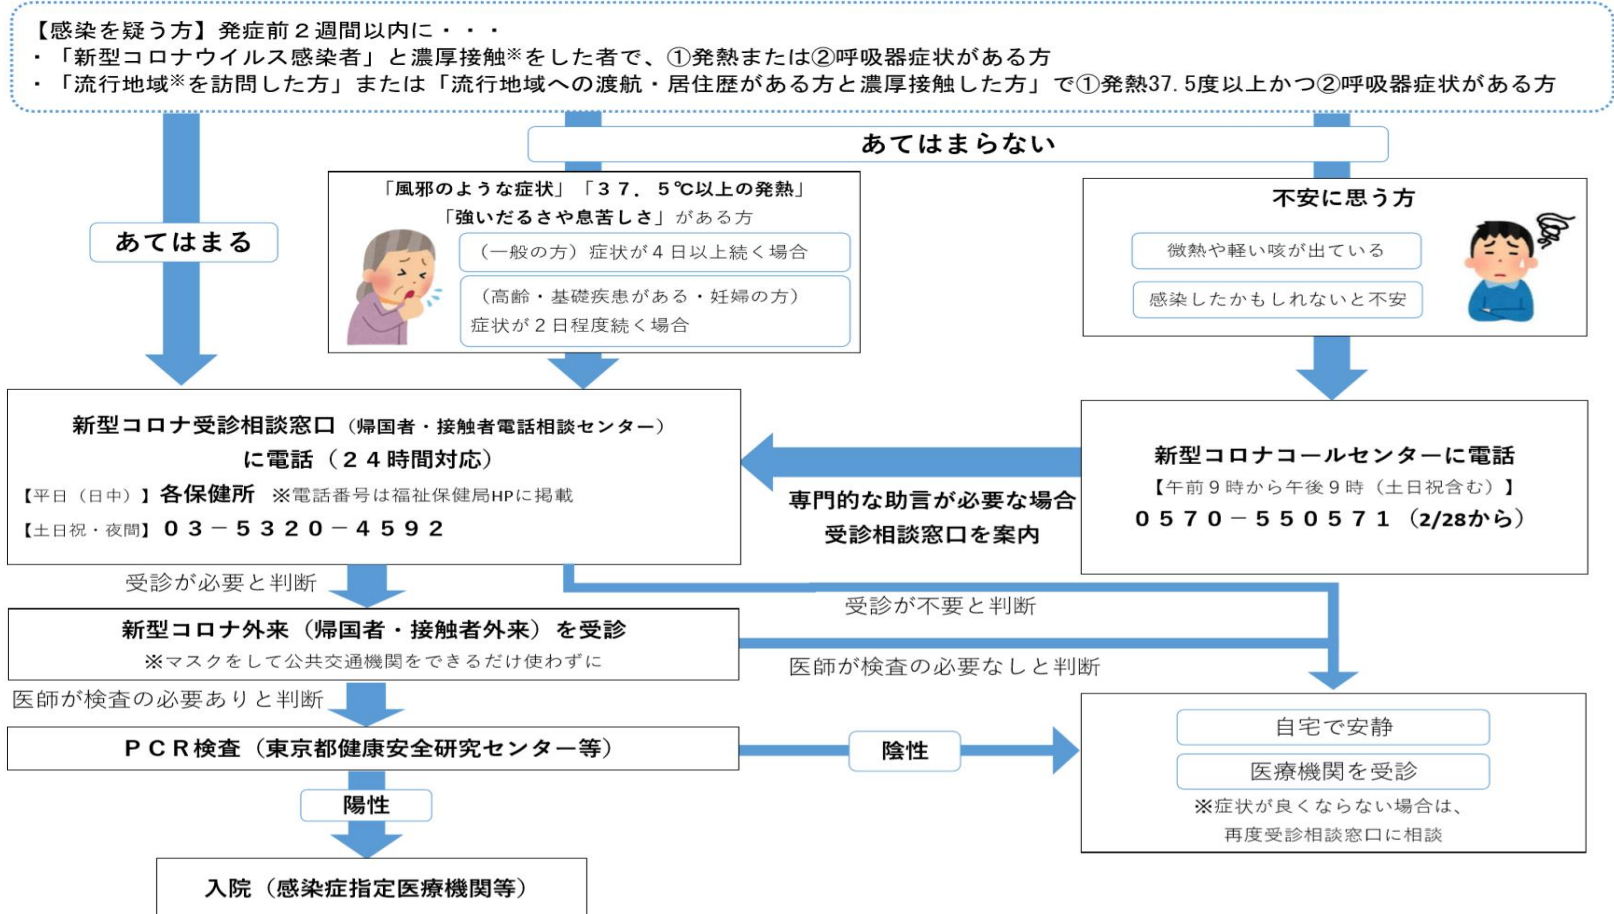 【感染を疑う方】発症前２週間以内に・・・
・「新型コロナウイルス感染者」と濃厚接触※をした者で、①発熱または②呼吸器症状がある方
・「流行地域※を訪問した方」または「流行地域への渡航・居住歴がある方と濃厚接触した方」で①発熱37.5度以上かつ②呼吸器症状がある方
あてはまらない
あてはまる
「風邪のような症状」「３７．５℃以上の発熱」
「強いだるさや息苦しさ」がある方
（一般の方）症状が４日以上続く場合
（高齢・基礎疾患がある・妊婦の方）
症状が２日程度続く場合
不安に思う方
微熱や軽い咳が出ている
感染したかもしれないと不安
新型コロナ受診相談窓口（帰国者・接触者電話相談センター）
に電話（２４時間対応）
【平日（日中）】各保健所 ※電話番号は福祉保健局HPに掲載
【土日祝・夜間】０３－５３２０－４５９２
専門的な助言が必要な場合
受診相談窓口を案内
新型コロナコールセンターに電話
【午前９時から午後９時（土日祝含む）】
０５７０－５５０５７１（2/28から）
受診が必要と判断
受診が不要と判断
新型コロナ外来（帰国者・接触者外来）を受診
※マスクをして公共交通機関をできるだけ使わずに
医師が検査の必要なしと判断
医師が検査の必要ありと判断
ＰＣＲ検査（東京都健康安全研究センター等）
陰性
自宅で安静
医療機関を受診
※症状が良くならない場合は、
再度受診相談窓口に相談
陽性
入院（感染症指定医療機関等）